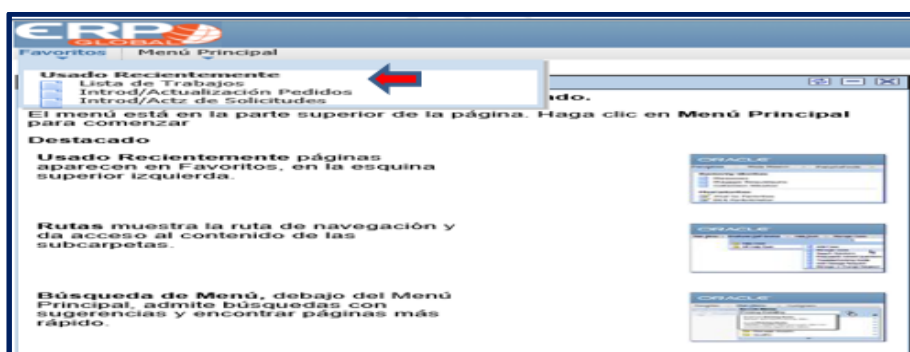 ERP
GLOBAL
Favoritos Menú Principal
Usado Recientemente
Lista de Trabajos
Introd/Actualización Pedidos
Introd/Actz de Solicitudes
do.
El menú está en la parte superior de la página. Haga clic en Menú Principal
para comenzar
Destacado
Usado Recientemente páginas
aparecen en Favoritos, en la esquina
superior izquierda.
ORACLE
Rutas muestra la ruta de navegación y
da acceso al contenido de las
subcarpetas.
ORACLE
Búsqueda de Menú, debajo del Menú
Principal, admite búsquedas con
sugerencias y encontrar páginas más
rápido.
ORACLE